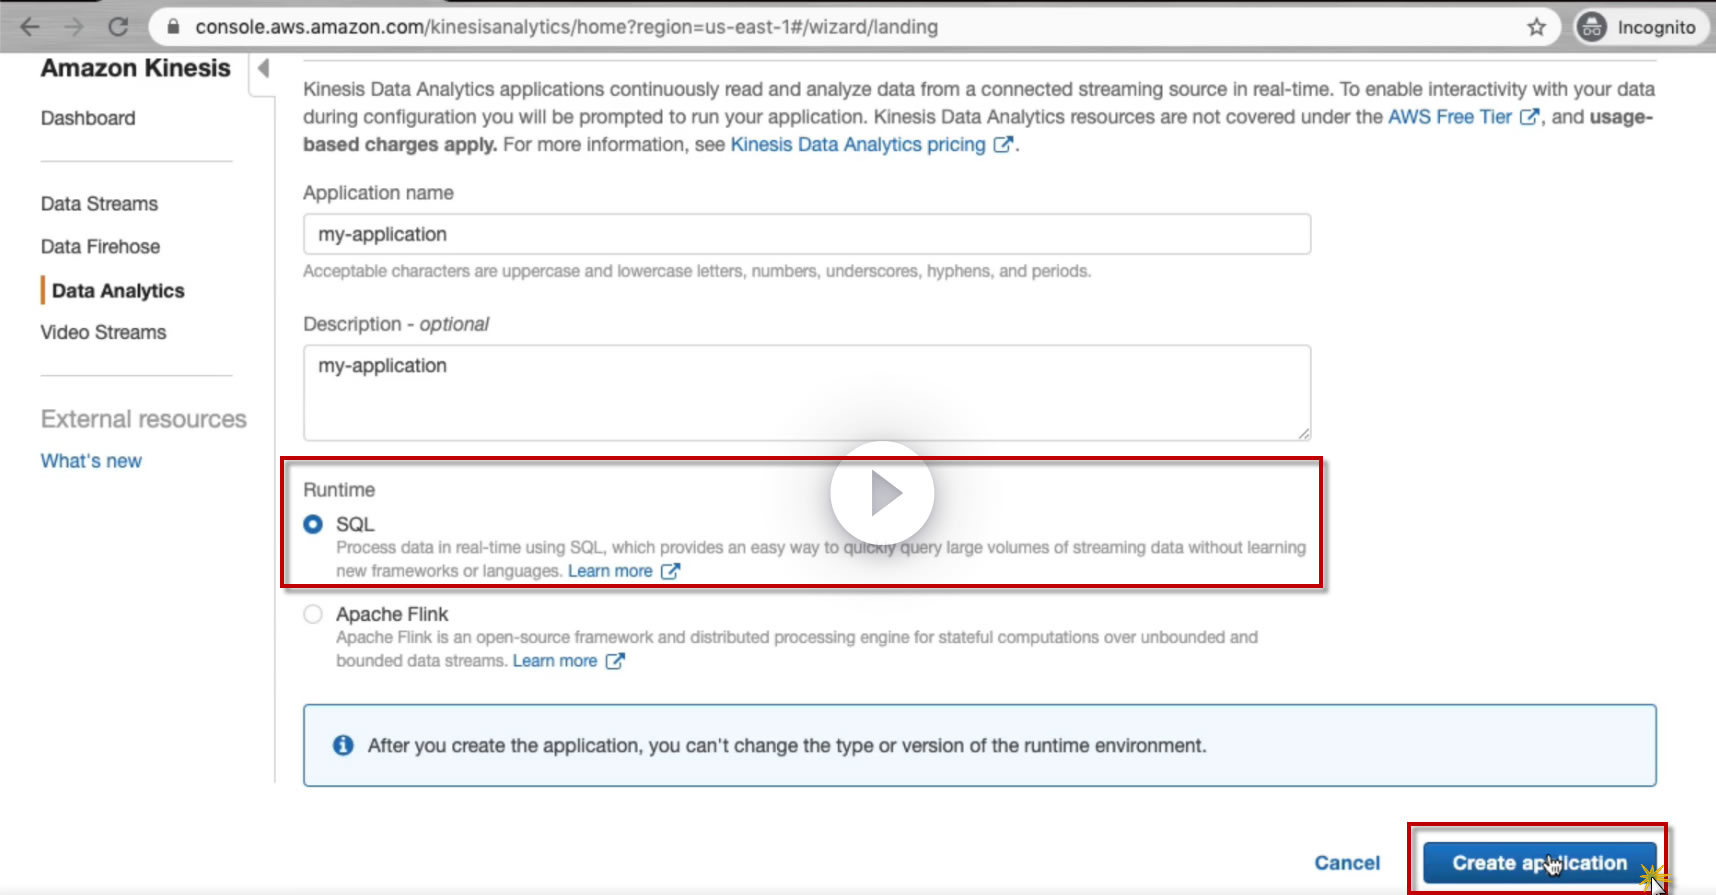 console.aws.amazon.com/kinesisanalytics/home?region=us-east-1#/wizard/landing
Incognito
Amazon Kinesis
Dashboard
Data Streams
Data Firehose
Data Analytics
Video Streams
External resources
What's new
Kinesis Data Analytics applications continuously read and analyze data from a connected streaming source in real-time. To enable interactivity with your data
during configuration you will be prompted to run your application. Kinesis Data Analytics resources are not covered under the AWS Free Tier, and usage-
based charges apply. For more information, see Kinesis Data Analytics pricing.
Application name
my-application
Acceptable characters are uppercase and lowercase letters, numbers, underscores, hyphens, and periods.
Description - optional
my-application
Runtime
SQL
Process data in real-time using SQL, which provides an easy way to quickly query large volumes of streaming data without learning
new frameworks or languages. Learn more
Apache Flink
Apache Flink is an open-source framework and distributed processing engine for stateful computations over unbounded and
bounded data streams. Learn more
After you create the application, you can't change the type or version of the runtime environment.
Cancel
Create application